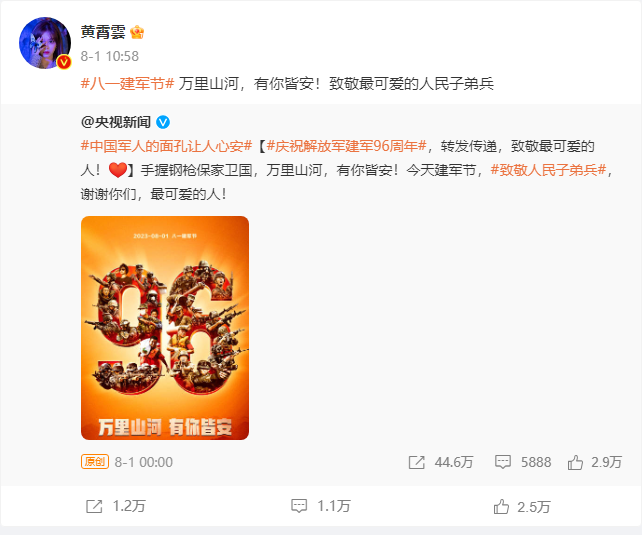 黄霄雲
8-1 10:58
#八一建军节# 万里山河，有你皆安！致敬最可爱的人民子弟兵
@央视新闻
#中国军人的面孔让人心安#【#庆祝解放军建军96周年#，转发传递，致敬最可爱的
人！❤️】手握钢枪保家卫国，万里山河，有你皆安！今天建军节，#致敬人民子弟兵#，
谢谢你们，最可爱的人！
2023-08-01 八一建军节
96
万里山河 有你皆安
原创 8-1 00:00 44.6万 5888 2.9万
1.2万 1.1万 2.5万